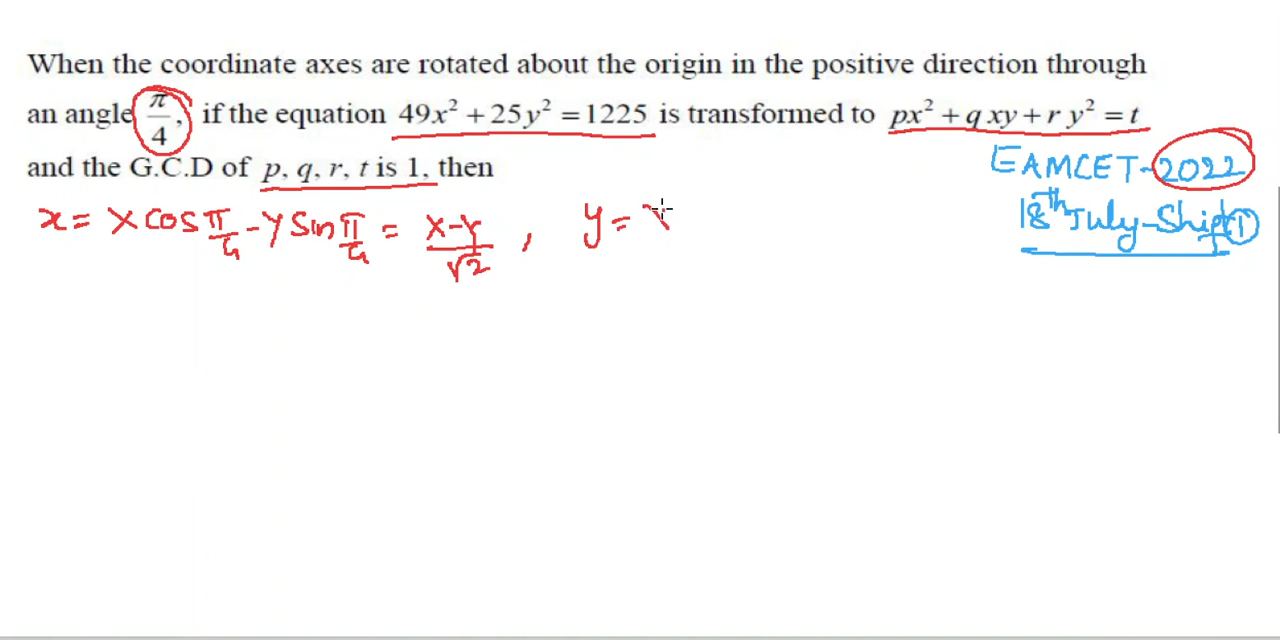 When the coordinate axes are rotated about the origin in the positive direction through
an angle π/4, if the equation 49x² + 25y² = 1225 is transformed to px² + q xy + r y² = t
and the G.C.D of p, q, r, t is 1, then
EAMCET-2022
18th July-Shift 1
x = X cos π/4 - Y sin π/4 = X-Y/√2 , y =